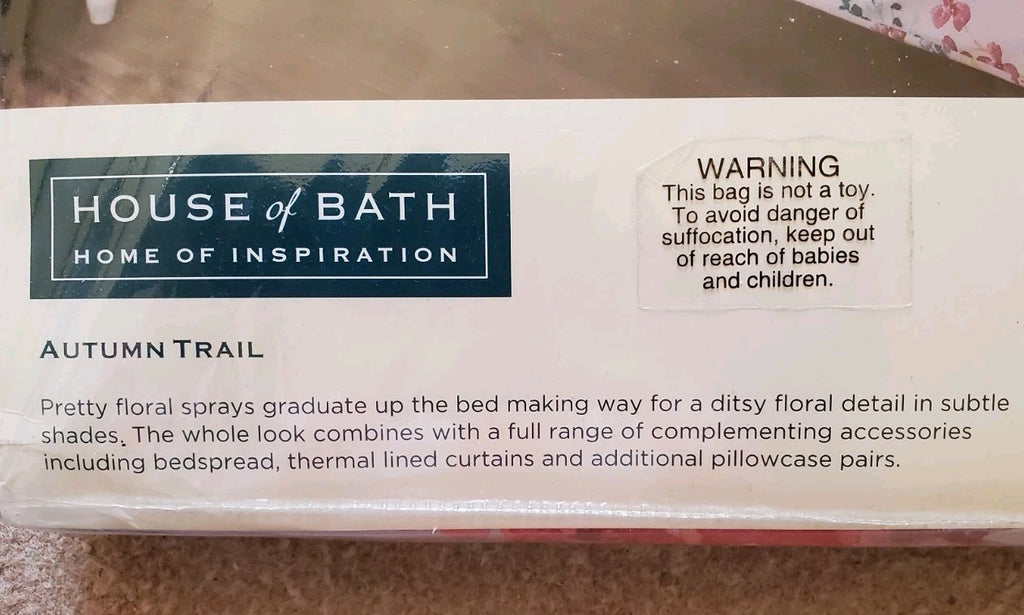 HOUSE of BATH
HOME OF INSPIRATION
WARNING
This bag is not a toy.
To avoid danger of
suffocation, keep out
of reach of babies
and children.
AUTUMN TRAIL
Pretty floral sprays graduate up the bed making way for a ditsy floral detail in subtle
shades. The whole look combines with a full range of complementing accessories
including bedspread, thermal lined curtains and additional pillowcase pairs.